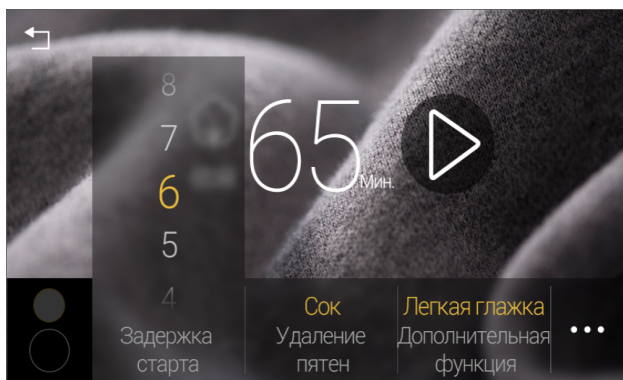 8
7
6
5
4
Задержка
старта
65 Мин.
Сок
Удаление
пятен
Легкая глажка
Дополнительная
функция